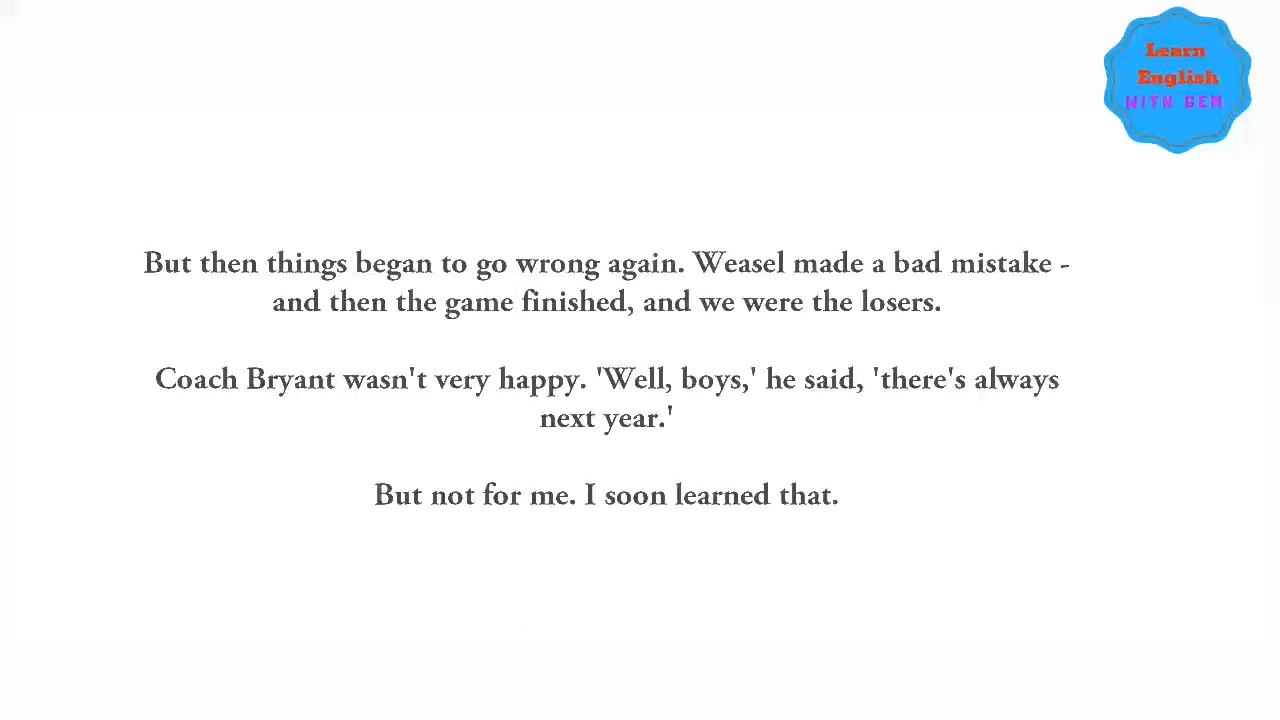 Learn
English
WITH GEM
But then things began to go wrong again. Weasel made a bad mistake -
and then the game finished, and we were the losers.
Coach Bryant wasn't very happy. 'Well, boys,' he said, 'there's always
next year.'
But not for me. I soon learned that.